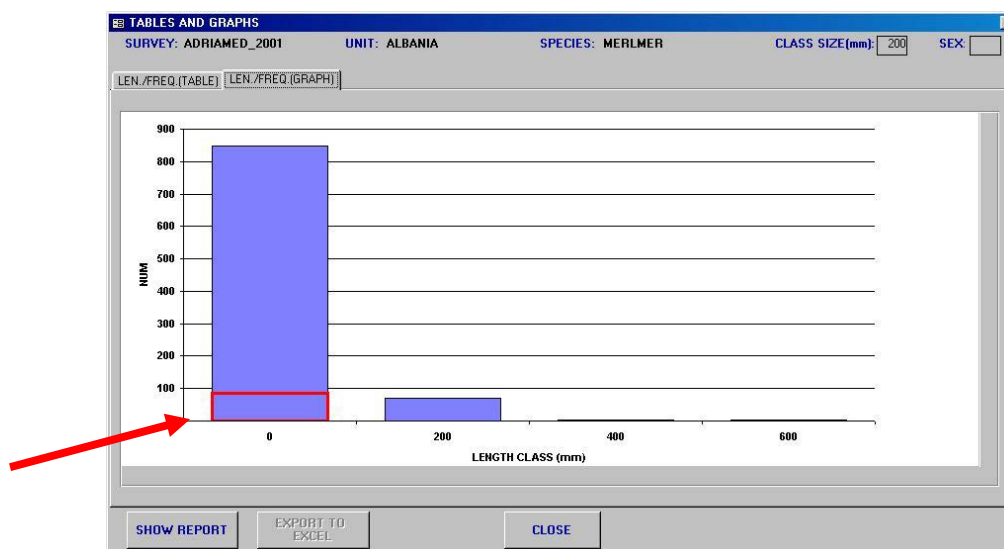 TABLES AND GRAPHS
SURVEY: ADRIAMED_2001 UNIT: ALBANIA SPECIES: MERLMER CLASS SIZE(mm): 200 SEX:
LEN./FREQ.(TABLE) LEN./FREQ.(GRAPH)
900
800
700
600
500
400
300
200
100
NUM
0 200 400 600
LENGTH CLASS (mm)
SHOW REPORT EXPORT TO EXCEL CLOSE